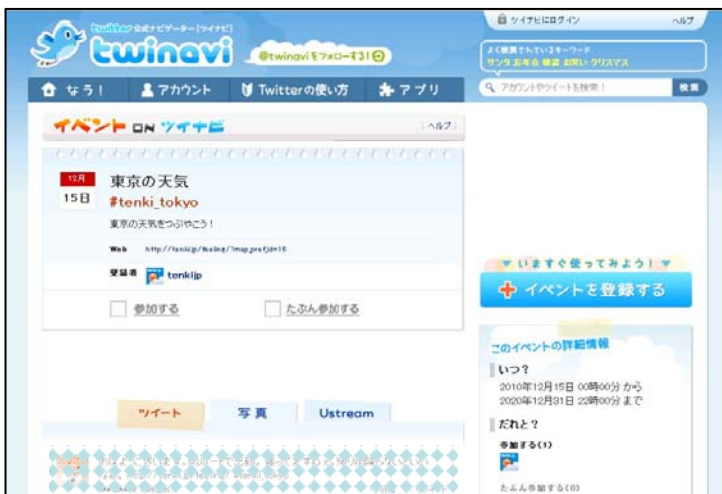 twitter 公式ナビゲーター[ツイナビ]
twinavi
@twinaviをフォローする!
ツイナビにログイン
ヘルプ
よく検索されているキーワード
サンタ 忘年会 募集 お願い クリスマス
なう!
アカウント
Twitterの使い方
アプリ
アカウントやツイートを検索!
検索
イベント ON ツイナビ
ヘルプ
12月
15日
東京の天気
#tenki_tokyo
東京の天気をつぶやこう!
Web
登録者
tenkijp
参加する
たぶん参加する
いますぐ使ってみよう!
イベントを登録する
このイベントの詳細情報
いつ?
2010年12月15日 00時00分 から
2020年12月31日 22時00分 まで
だれと?
参加する(1)
たぶん参加する(0)
ツイート
写真
Ustream